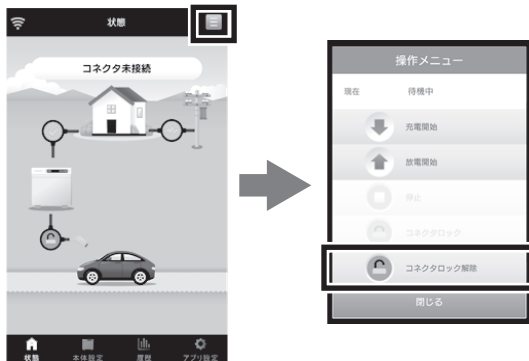 状態
コネクタ未接続
状態
本体設定
履歴
アプリ設定
操作メニュー
現在
待機中
充電開始
放電開始
停止
コネクタロック
コネクタロック解除
閉じる